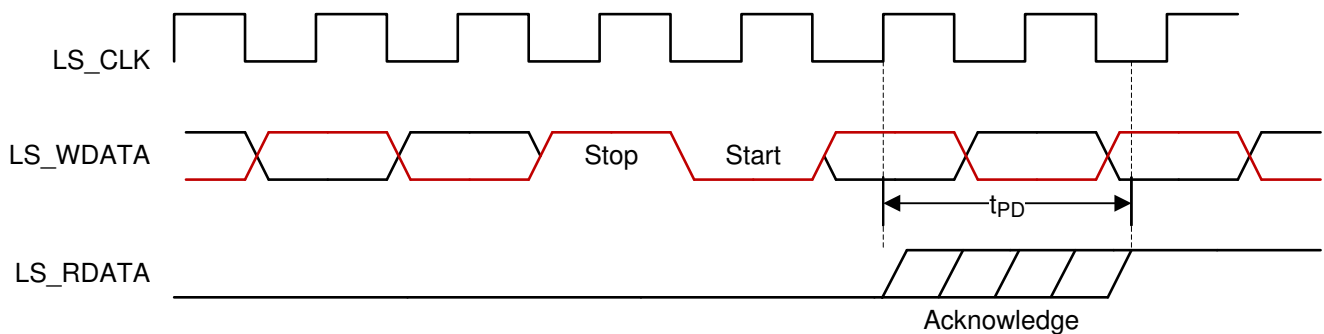 LS_CLK
LS_WDATA
Stop
Start
tPD
LS_RDATA
Acknowledge